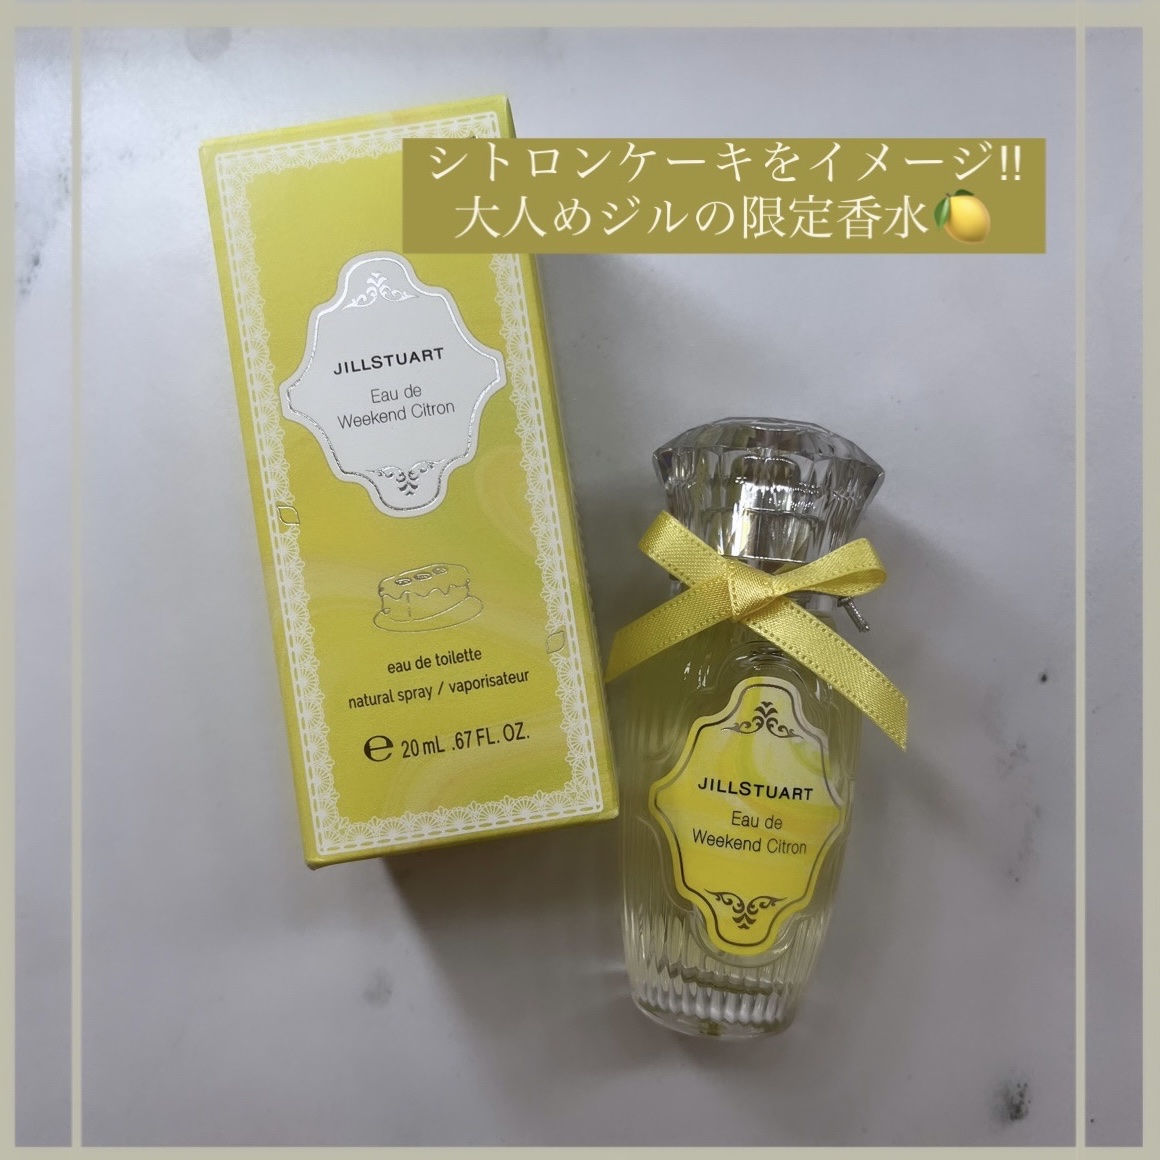 シトロンケーキをイメージ‼
大人めジルの限定香水🍋
JILLSTUART
Eau de
Weekend Citron
eau de toilette
natural spray / vaporisateur
℮ 20 mL .67 FL. OZ.
JILLSTUART
Eau de
Weekend Citron